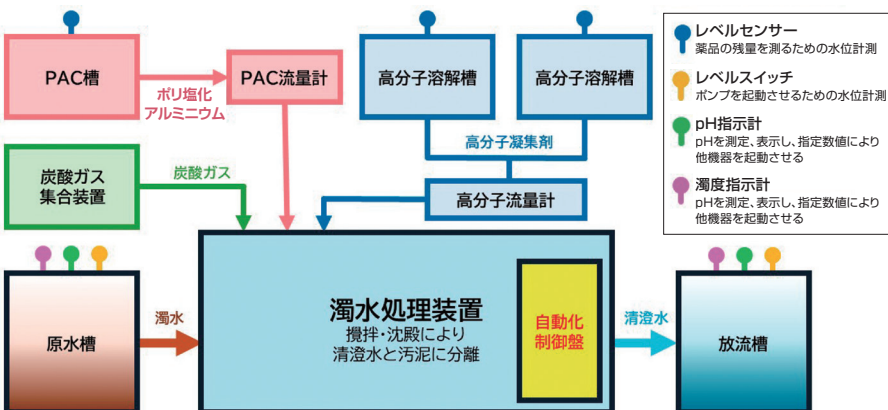 PAC槽
ポリ塩化
アルミニウム
PAC流量計
高分子溶解槽
高分子溶解槽
高分子凝集剤
高分子流量計
炭酸ガス
集合装置
炭酸ガス
原水槽
濁水
濁水処理装置
攪拌・沈殿により
清澄水と汚泥に分離
自動化
制御盤
清澄水
放流槽
レベルセンサー
薬品の残量を測るための水位計測
レベルスイッチ
ポンプを起動させるための水位計測
pH指示計
pHを測定、表示し、指定数値により
他機器を起動させる
濁度指示計
pHを測定、表示し、指定数値により
他機器を起動させる